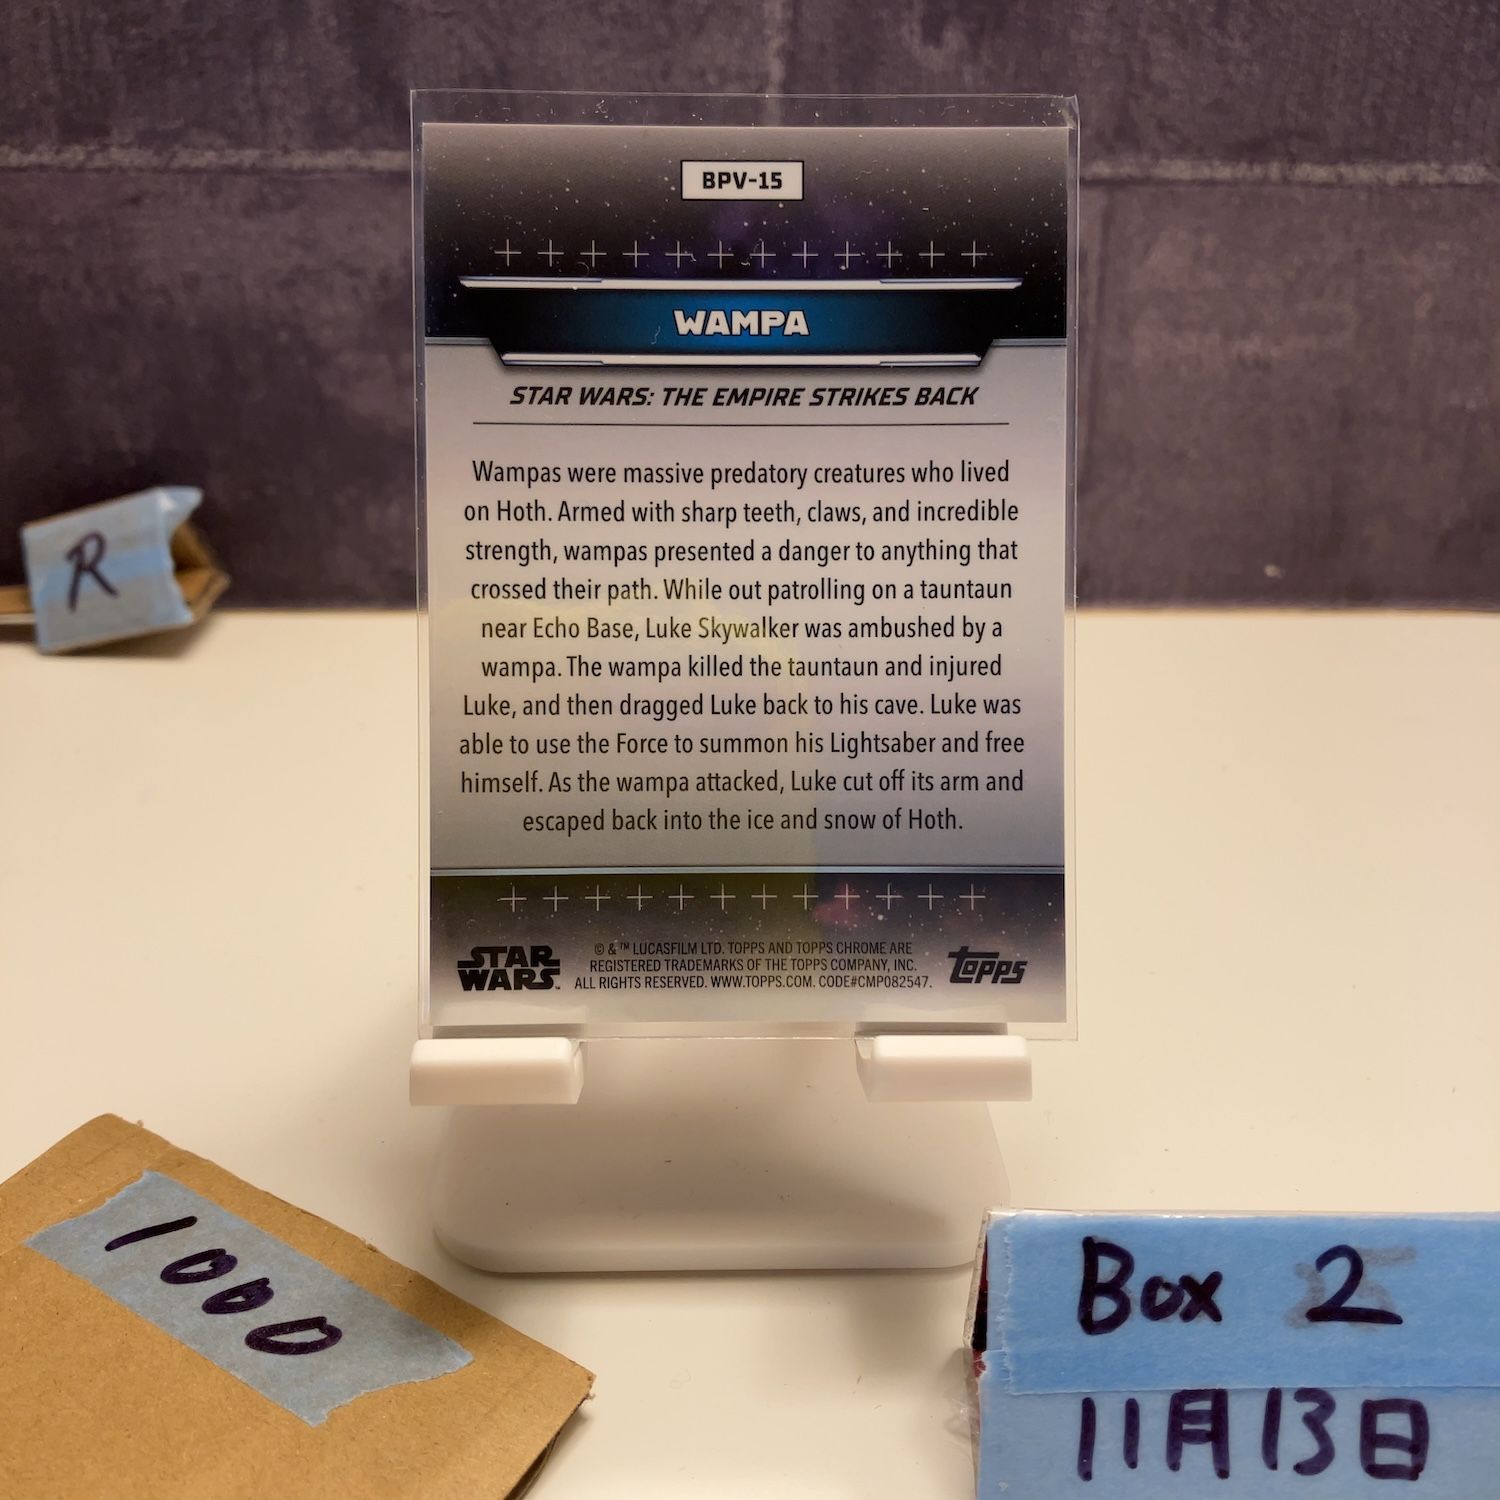 BPV-15
WAMPA
STAR WARS: THE EMPIRE STRIKES BACK
Wampas were massive predatory creatures who lived
on Hoth. Armed with sharp teeth, claws, and incredible
strength, wampas presented a danger to anything that
crossed their path. While out patrolling on a tauntaun
near Echo Base, Luke Skywalker was ambushed by a
wampa. The wampa killed the tauntaun and injured
Luke, and then dragged Luke back to his cave. Luke was
able to use the Force to summon his Lightsaber and free
himself. As the wampa attacked, Luke cut off its arm and
escaped back into the ice and snow of Hoth.
STAR
WARS™
© & ™ LUCASFILM LTD. TOPPS AND TOPPS CHROME ARE
REGISTERED TRADEMARKS OF THE TOPPS COMPANY, INC.
ALL RIGHTS RESERVED. WWW.TOPPS.COM. CODE#CMP082547.
Topps
R
1000
Box 2
11月13日